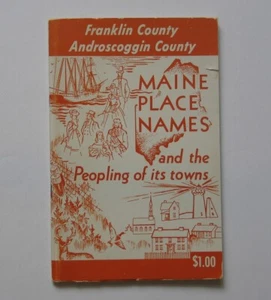 Franklin County
Androscoggin County
MAINE
PLACE
NAMES
and the
Peopling of its towns
$1.00